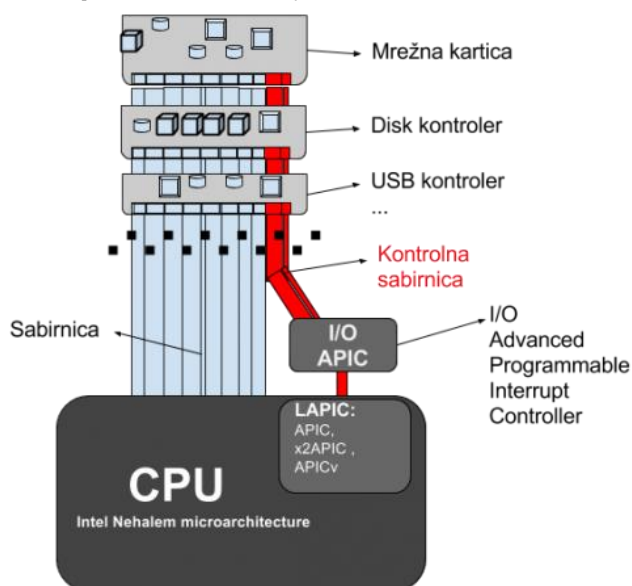 Mrežna kartica
Disk kontroler
USB kontroler
...
Kontrolna
sabirnica
Sabirnica
I/O
APIC
I/O
Advanced
Programmable
Interrupt
Controller
LAPIC:
APIC,
x2APIC ,
APICv
CPU
Intel Nehalem microarchitecture